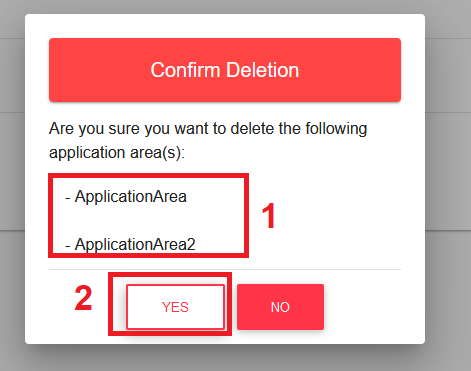 Confirm Deletion
Are you sure you want to delete the following
application area(s):
- ApplicationArea
1
- ApplicationArea2
2
YES
NO